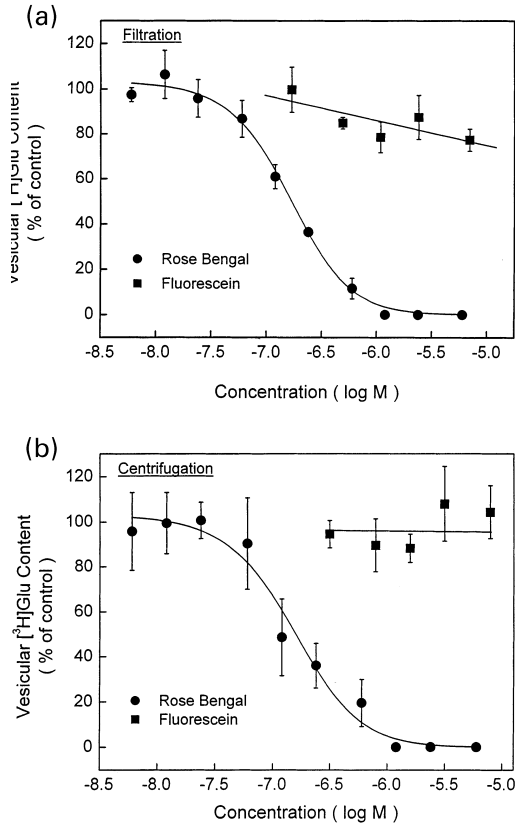 (a)
Filtration
120
100
80
60
40
20
0
Vesicular [ H]Glu Content
( % of control)
Rose Bengal
Fluorescein
-8.5 -8.0 -7.5 -7.0 -6.5 -6.0 -5.5 -5.0
Concentration ( log M )
(b)
Centrifugation
120
100
80
60
40
20
0
Vesicular [³H]Glu Content
( % of control)
Rose Bengal
Fluorescein
-8.5 -8.0 -7.5 -7.0 -6.5 -6.0 -5.5 -5.0
Concentration ( log M )